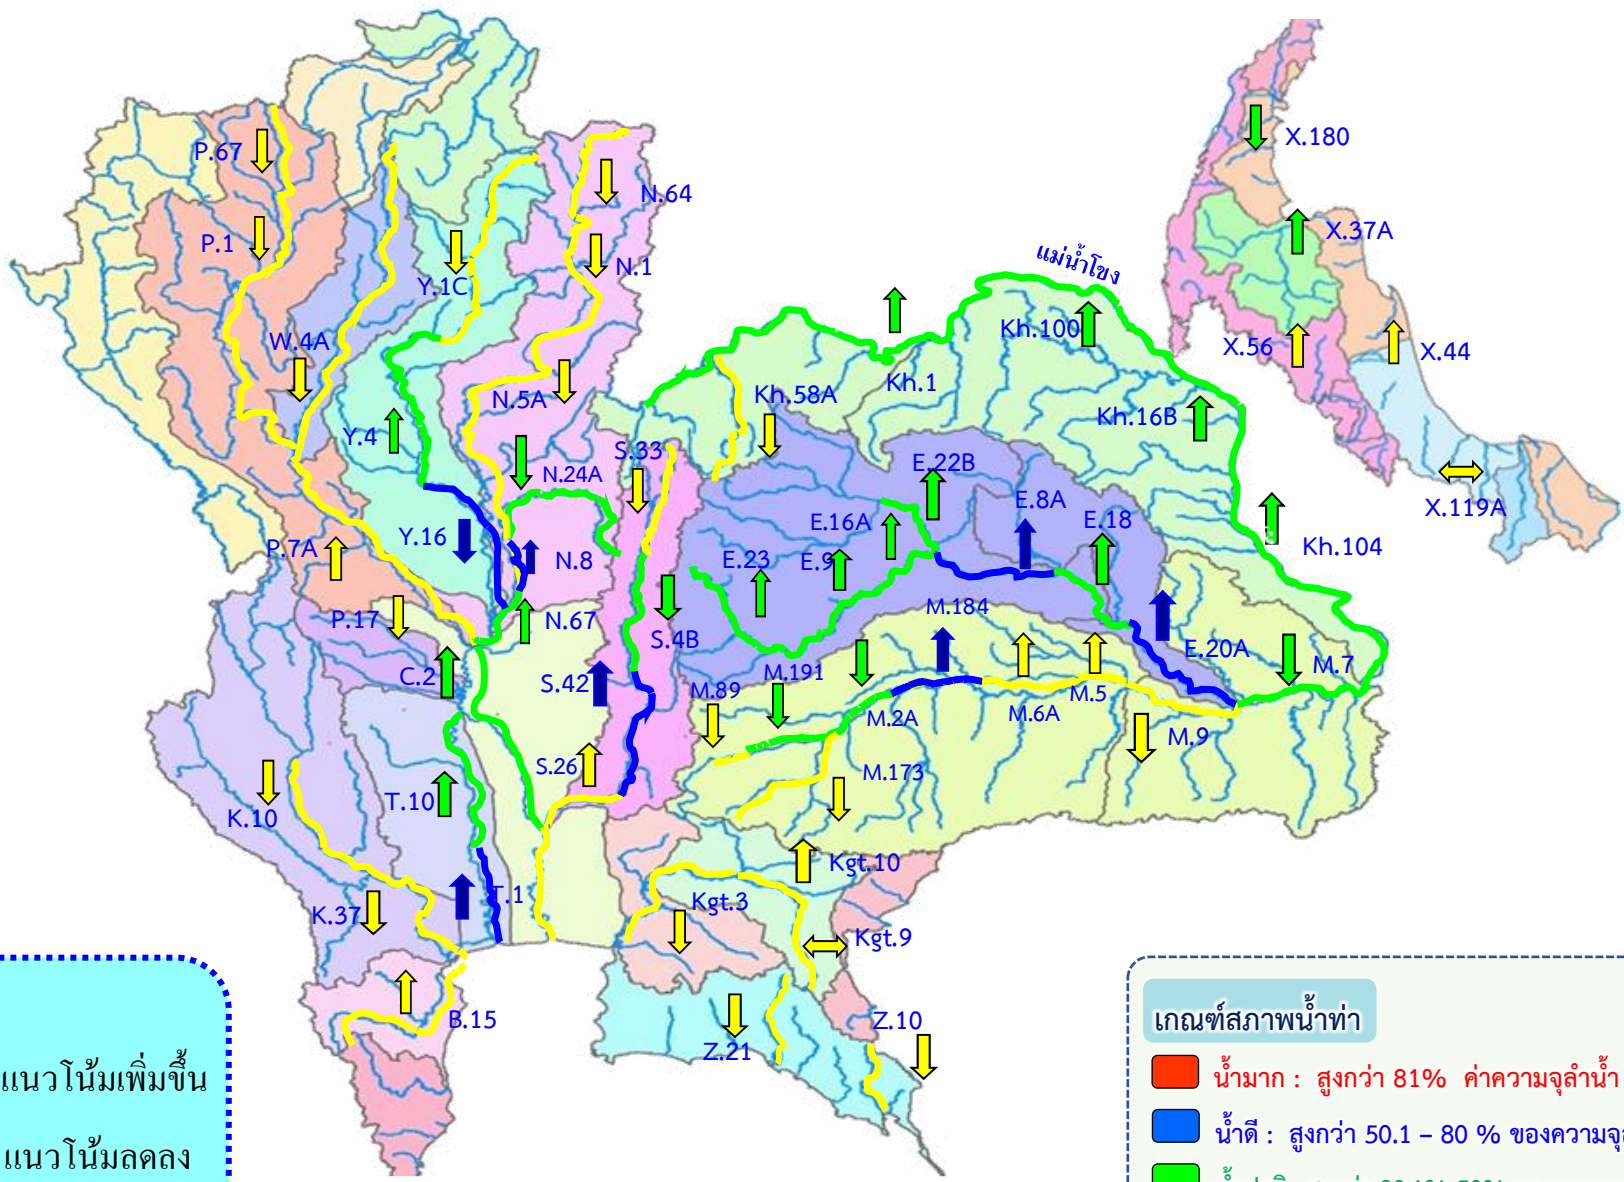 P.67
X.180
N.64
P.1
X.37A
N.1
แม่น้ำโขง
Y.1C
Kh.100
W.4A
X.56
X.44
Kh.1
Kh.58A
N.5A
Kh.16B
Y.4
S.33
N.24A
E.22B
E.8A
X.119A
E.16A
E.18
Y.16
P.7A
N.8
E.23
E.9
Kh.104
M.184
P.17
N.67
S.4B
E.20A
C.2
S.42
M.191
M.7
M.89
M.5
M.6A
M.2A
M.9
S.26
M.173
T.10
K.10
Kgt.10
T.1
Kgt.3
K.37
Kgt.9
B.15
Z.10
Z.21
แนวโน้มเพิ่มขึ้น
แนวโน้มลดลง
เกณฑ์สภาพน้ำท่า
น้ำมาก : สูงกว่า 81% ค่าความจุลำน้ำ
น้ำดี : สูงกว่า 50.1 – 80 % ของความจุ